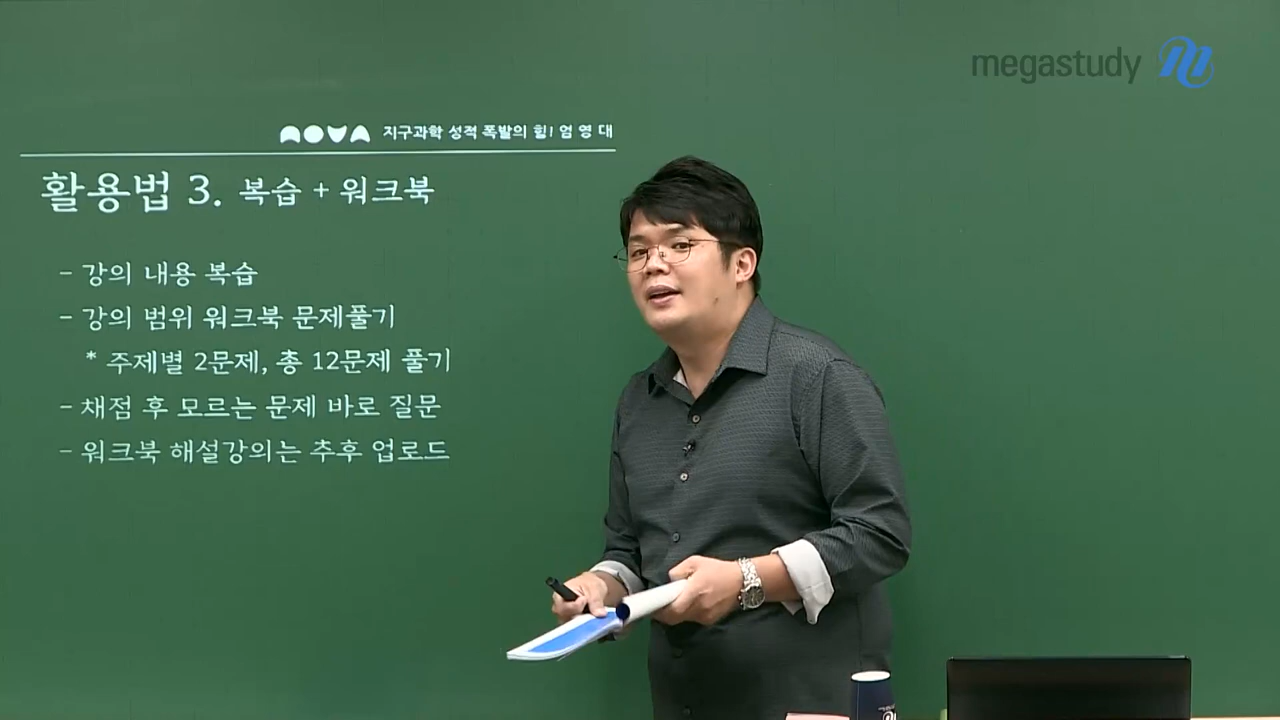 megastudy
NOVA 지구과학 성적 폭발의 힘! 엄영대
활용법 3. 복습 + 워크북
- 강의 내용 복습
- 강의 범위 워크북 문제풀기
* 주제별 2문제, 총 12문제 풀기
- 채점 후 모르는 문제 바로 질문
- 워크북 해설강의는 추후 업로드